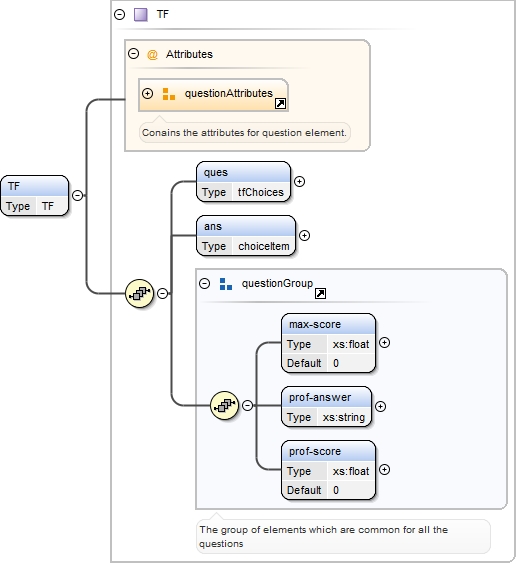 TF
@ Attributes
questionAttributes
Conains the attributes for question element.
TF
Type TF
ques
Type tfChoices
ans
Type choiceItem
questionGroup
max-score
Type xs:float
Default 0
prof-answer
Type xs:string
prof-score
Type xs:float
Default 0
The group of elements which are common for all the
questions